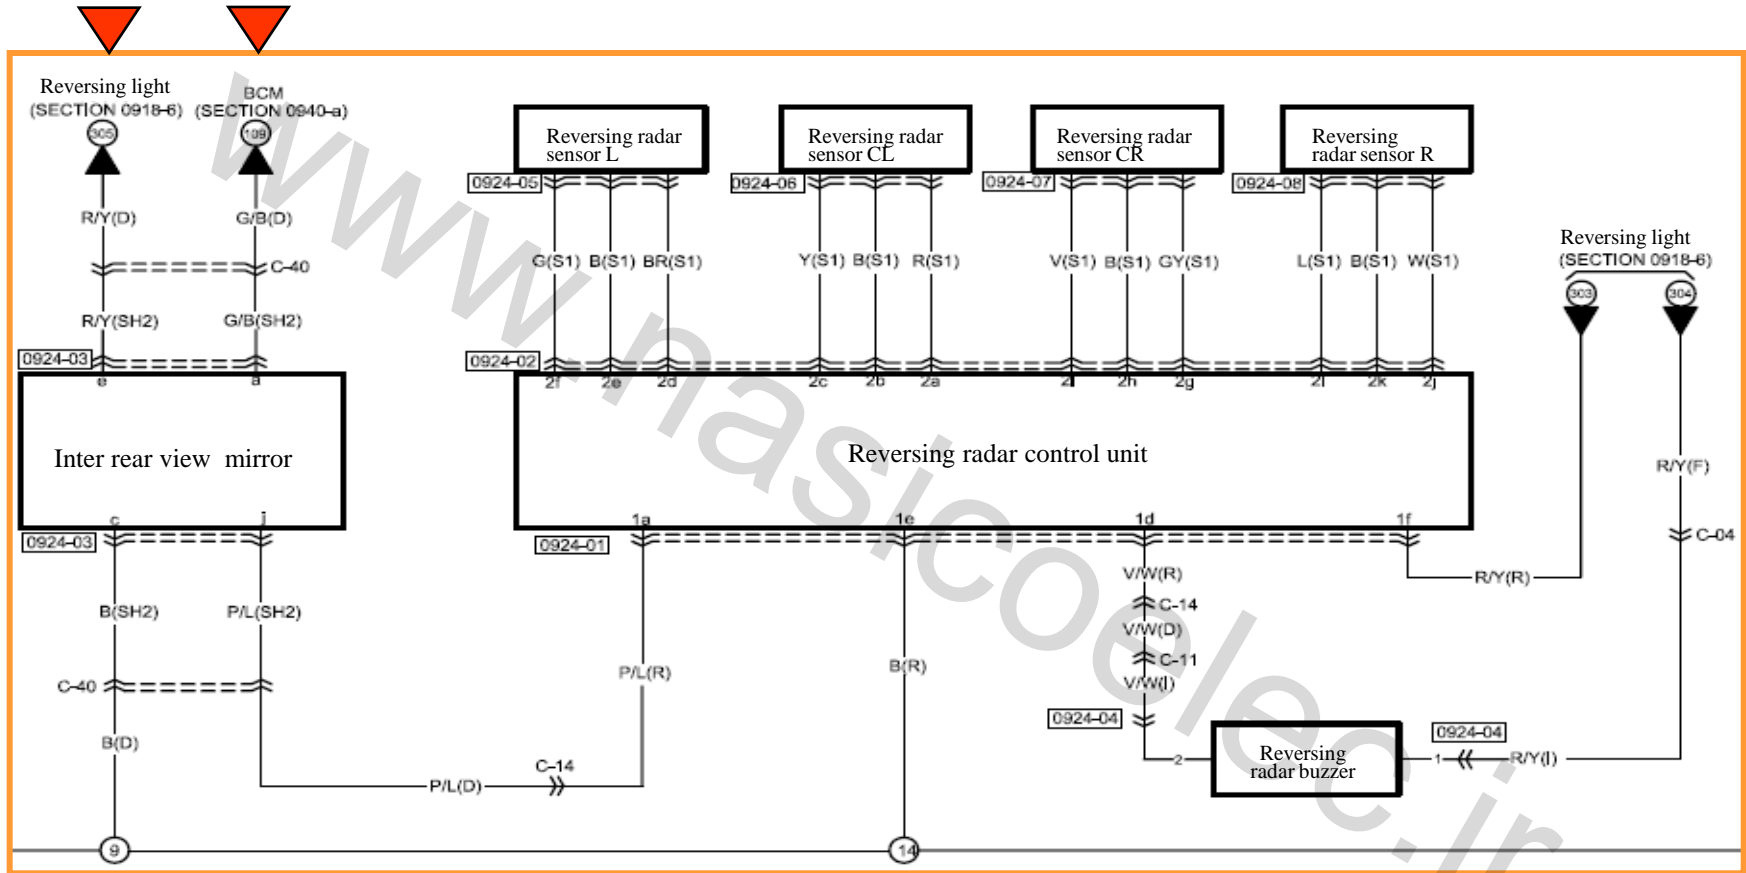 Reversing light
(SECTION 0918-6)
305
BCM
(SECTION 0940-a)
109
Reversing radar
sensor L
Reversing radar
sensor CL
Reversing radar
sensor CR
Reversing
radar sensor R
0924-05
0924-06
0924-07
0924-08
R/Y(D)
G/B(D)
C-40
R/Y(SH2)
G/B(SH2)
G(S1) B(S1) BR(S1)
Y(S1) B(S1) R(S1)
V(S1) B(S1) GY(S1)
L(S1) B(S1) W(S1)
Reversing light
(SECTION 0918-6)
303
304
0924-03
e
a
0924-02
2f
2e
2d
2c
2b
2a
2h
2g
2l
2k
2j
Inter rear view mirror
Reversing radar control unit
R/Y(F)
c
j
0924-03
1a
1e
1d
1f
0924-01
C-04
V/W(R)
R/Y(R)
C-14
B(SH2)
P/L(SH2)
V/W(D)
C-11
P/L(R)
B(R)
V/W(I)
C-40
0924-04
0924-04
B(D)
2
Reversing
radar buzzer
1
R/Y(I)
P/L(D)
C-14
9
14
www.nasicoelec.ir